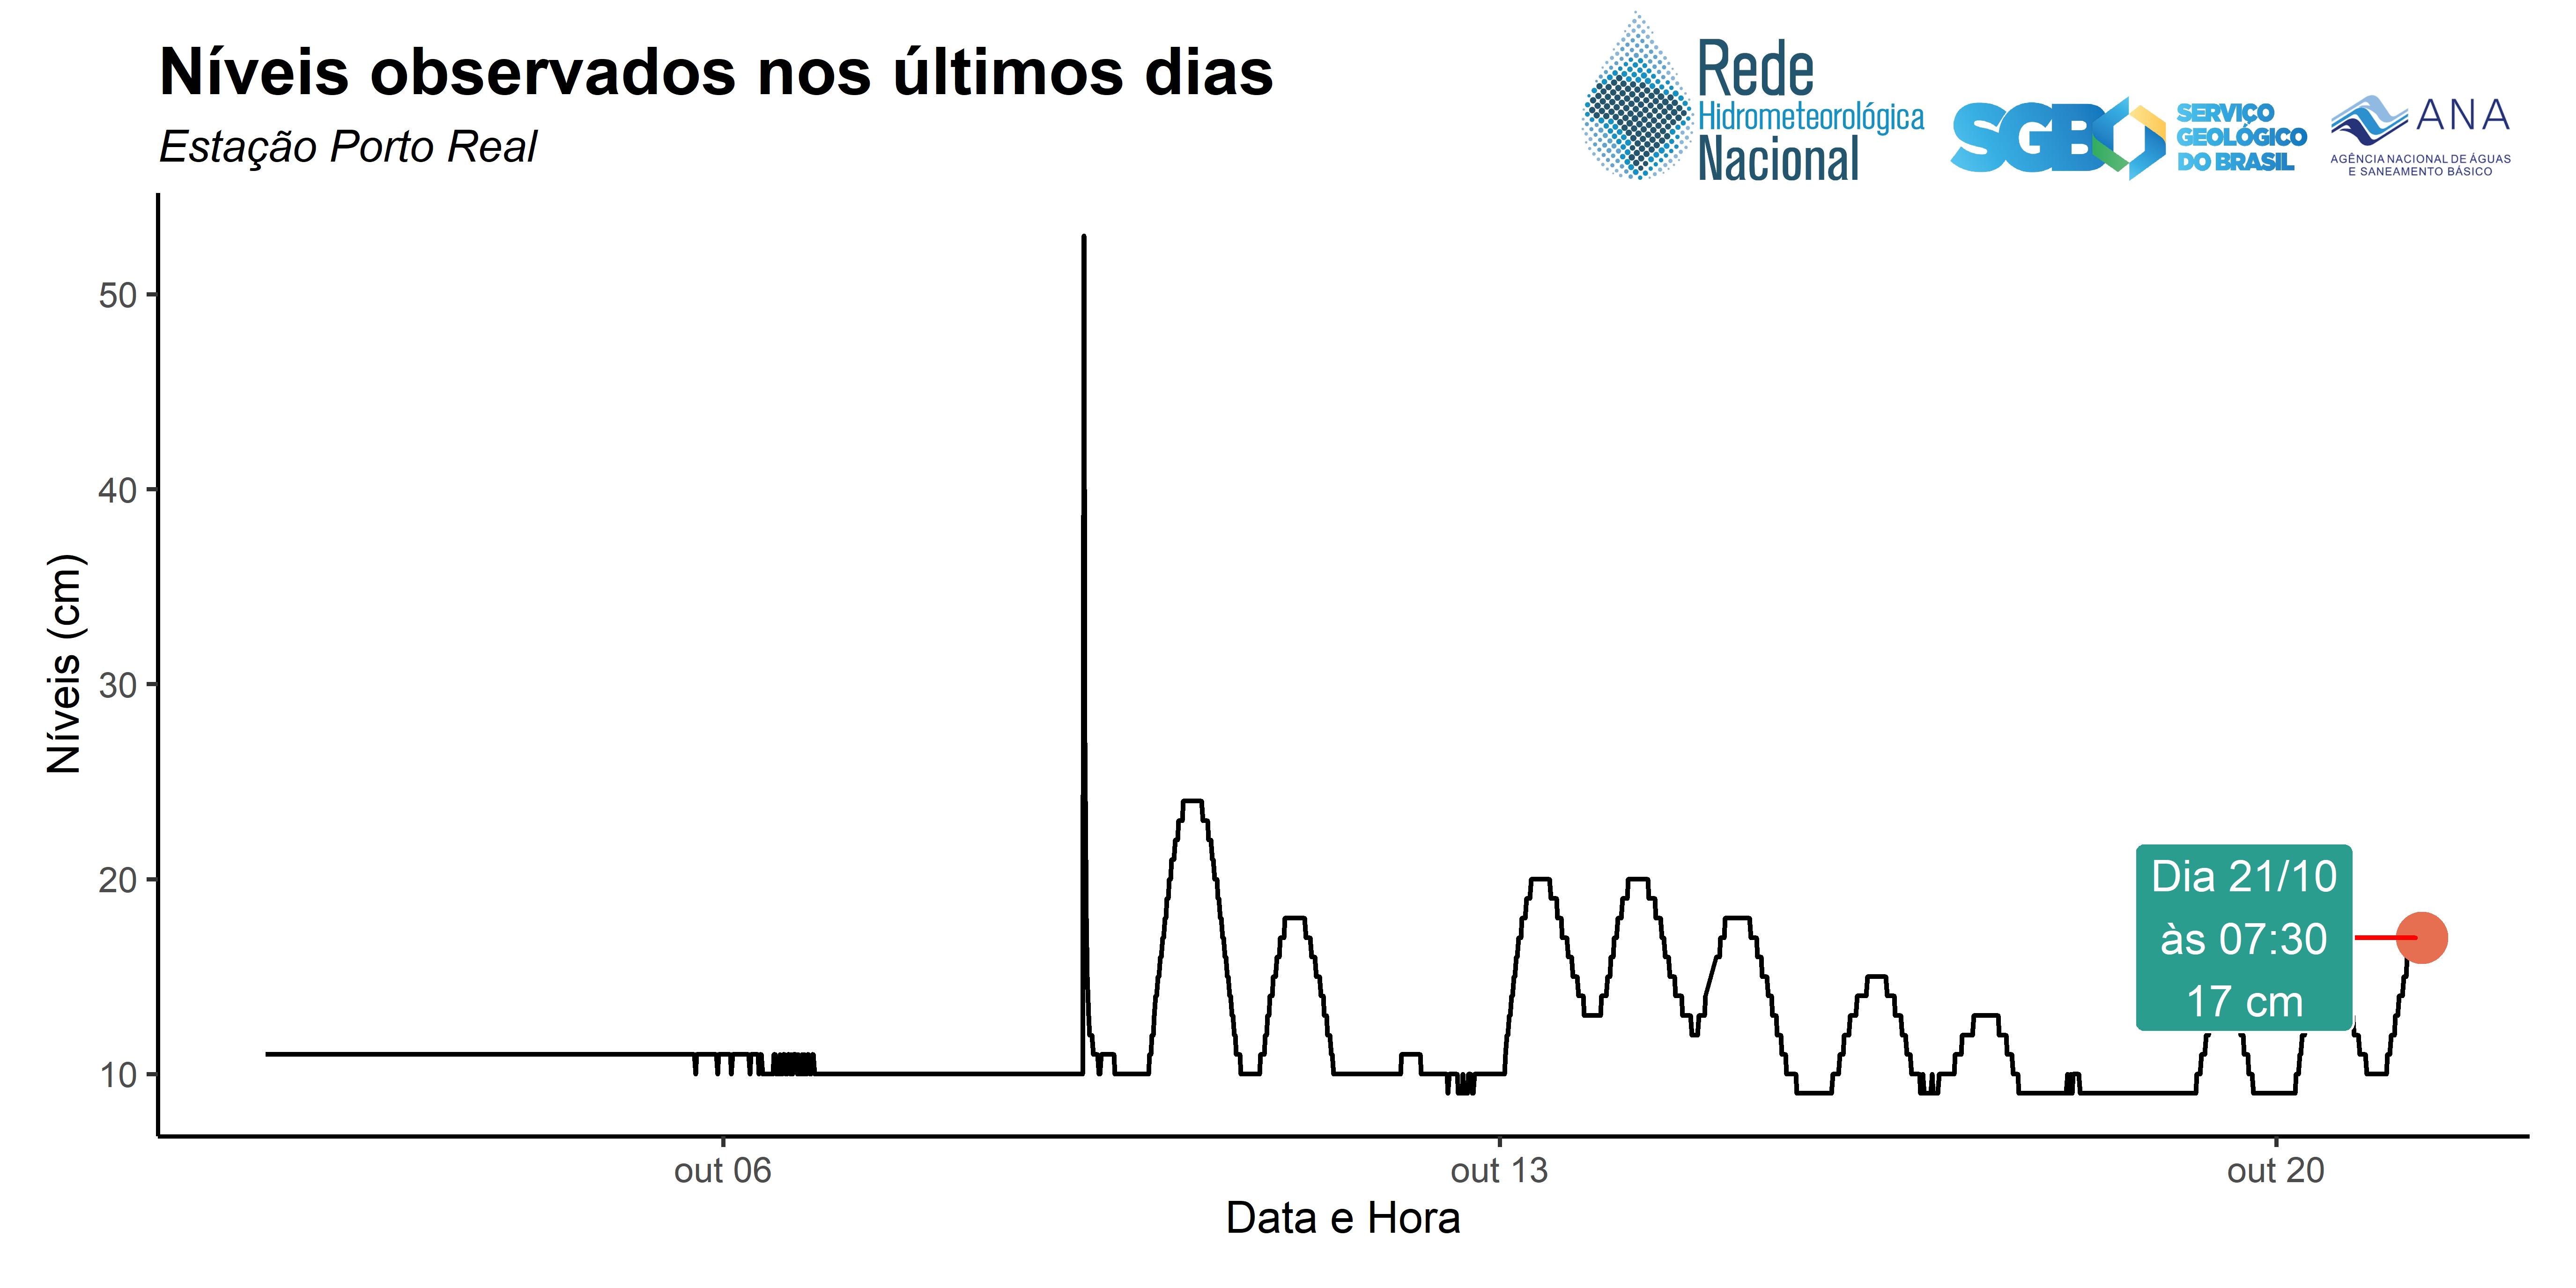 Níveis observados nos últimos dias
Estação Porto Real
Rede
Hidrometeorológica
Nacional
SGB
SERVIÇO
GEOLÓGICO
DO BRASIL
ANA
AGÊNCIA NACIONAL DE ÁGUAS
E SANEAMENTO BÁSICO
Níveis (cm)
50
40
30
20
10
Dia 21/10
às 07:30
17 cm
out 06
out 13
out 20
Data e Hora